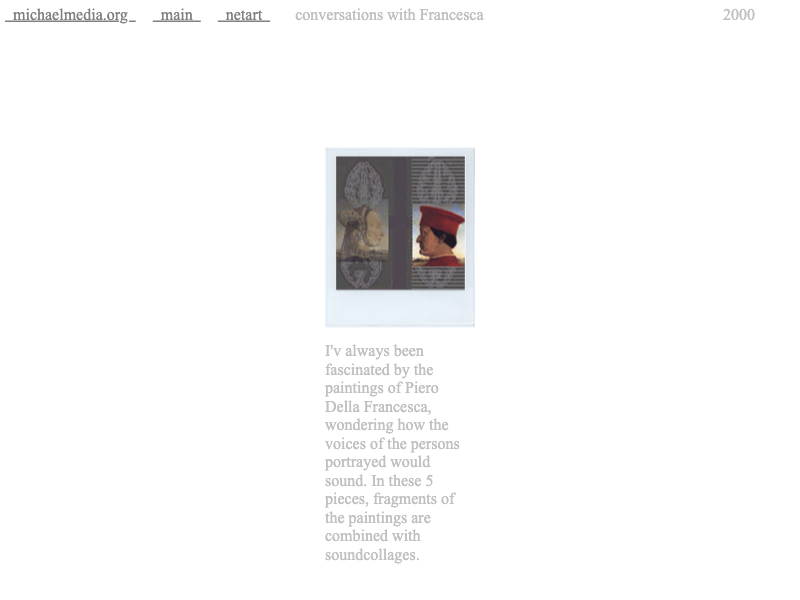 michaelmedia.org main netart conversations with Francesca 2000
I'v always been
fascinated by the
paintings of Piero
Della Francesca,
wondering how the
voices of the persons
portrayed would
sound. In these 5
pieces, fragments of
the paintings are
combined with
soundcollages.